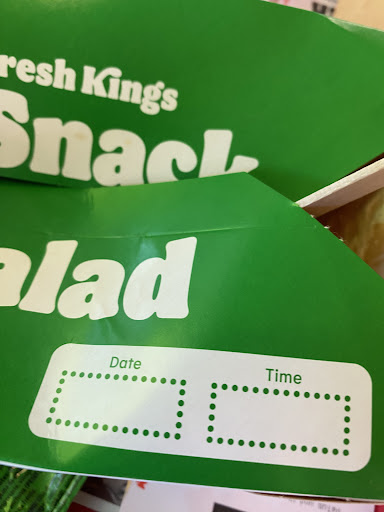 resh Kings
Snack
alad
Date Time